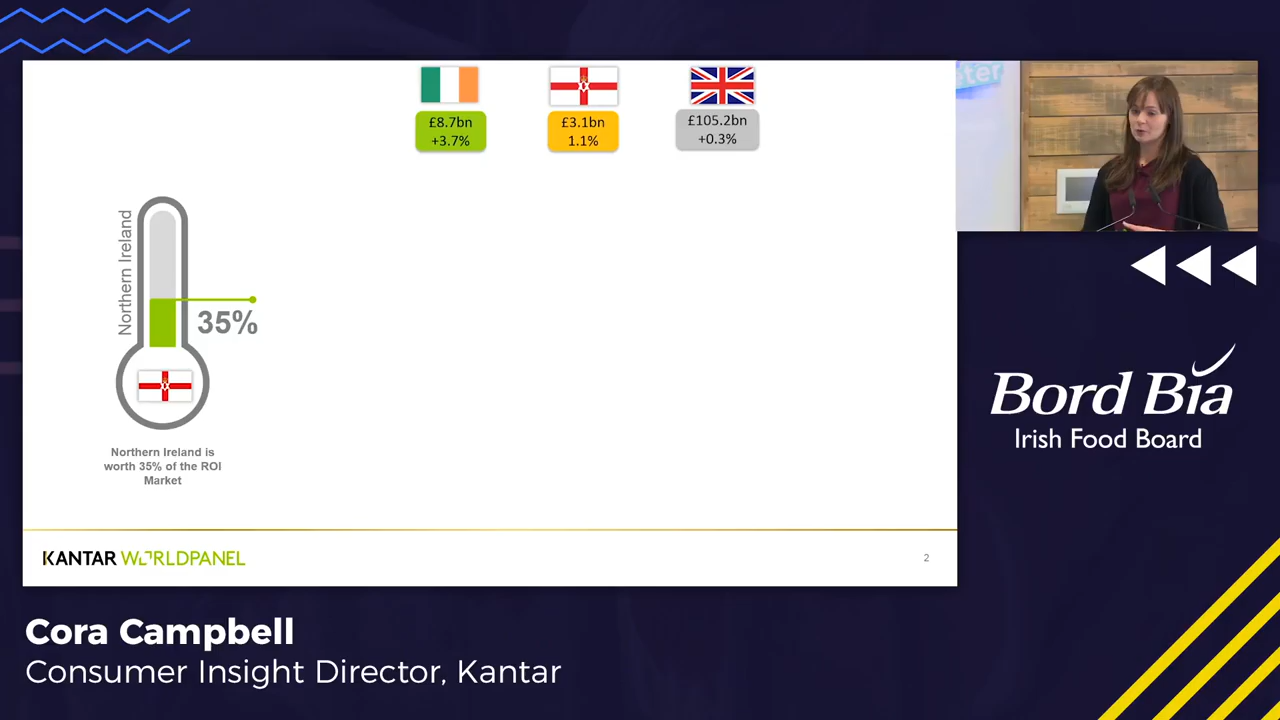 £8.7bn
+3.7%
£3.1bn
1.1%
£105.2bn
+0.3%
Northern Ireland
35%
Northern Ireland is
worth 35% of the ROI
Market
KANTAR WORLDPANEL
2
Bord Bia
Irish Food Board
Cora Campbell
Consumer Insight Director, Kantar